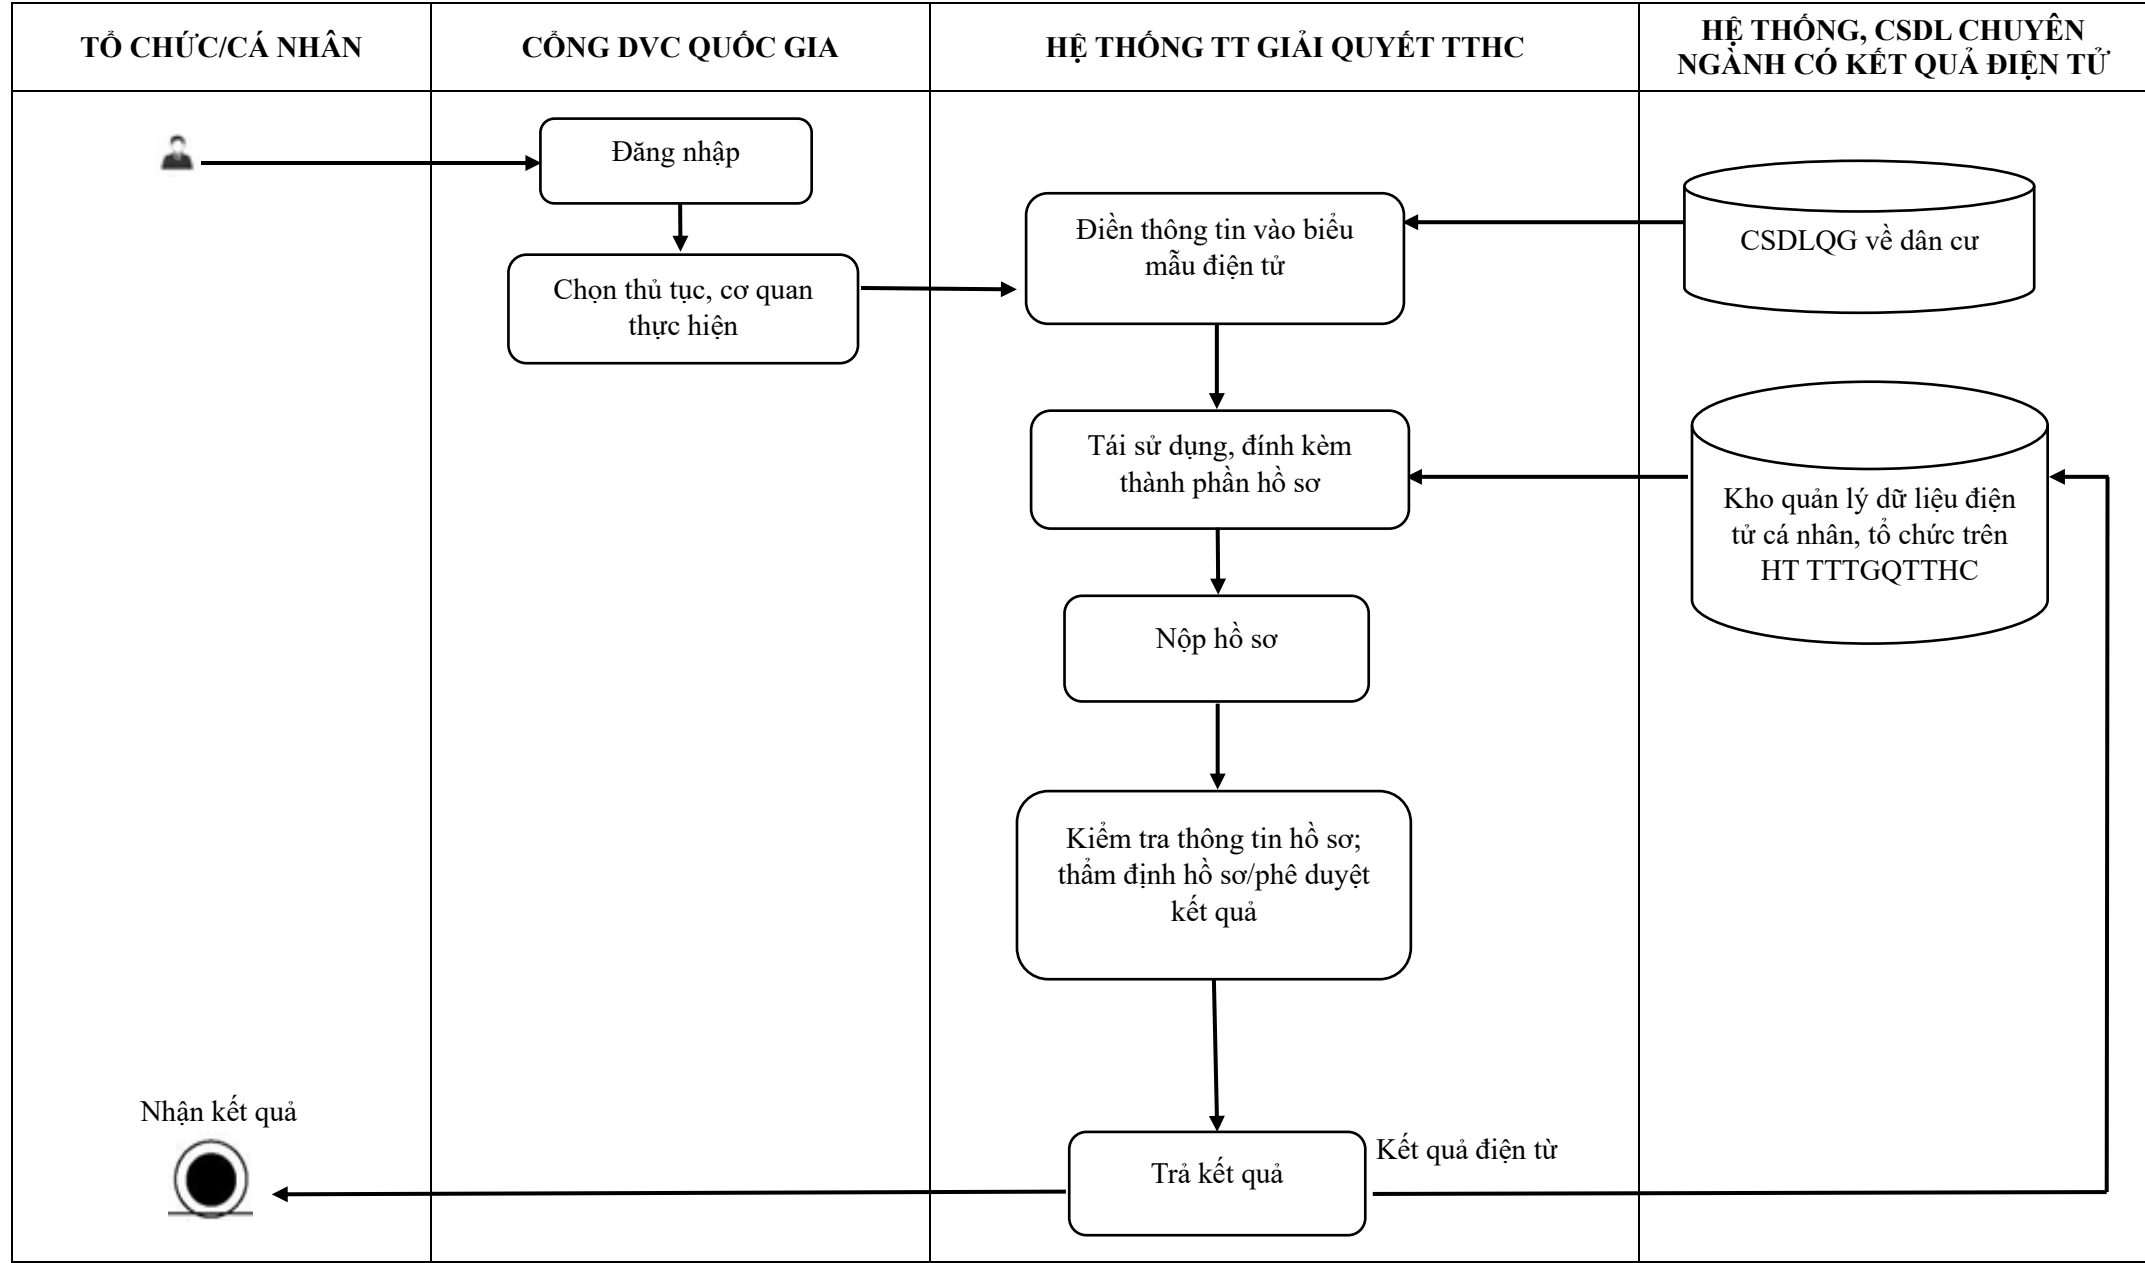 TỔ CHỨC/CÁ NHÂN
CỔNG DVC QUỐC GIA
HỆ THỐNG TT GIẢI QUYẾT TTHC
HỆ THỐNG, CSDL CHUYÊN
NGÀNH CÓ KẾT QUẢ ĐIỆN TỬ
Đăng nhập
Chọn thủ tục, cơ quan
thực hiện
Điền thông tin vào biểu
mẫu điện tử
CSDLQG về dân cư
Tái sử dụng, đính kèm
thành phần hồ sơ
Kho quản lý dữ liệu điện
tử cá nhân, tổ chức trên
HT TTTGQTTHC
Nộp hồ sơ
Kiểm tra thông tin hồ sơ;
thẩm định hồ sơ/phê duyệt
kết quả
Nhận kết quả
Trả kết quả
Kết quả điện từ